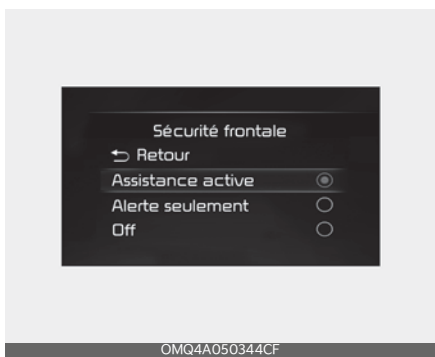 Sécurité frontale
Retour
Assistance active
Alerte seulement
Off
OMQ4A050344CF